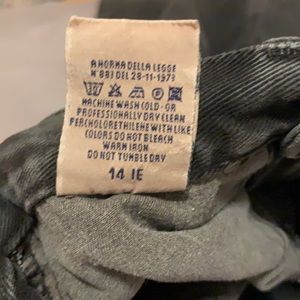 A NORMA DELLA LEGGE
N°883 DEL 26-11-1973
MACHINE WASH COLD-OR
PROFESSIONALLY DRY CLEAN
PERCHLORETHILENE WITH LIKE
COLORS DO NOT BLEACH
WARM IRON
DO NOT TUMBLE DRY
14 IE